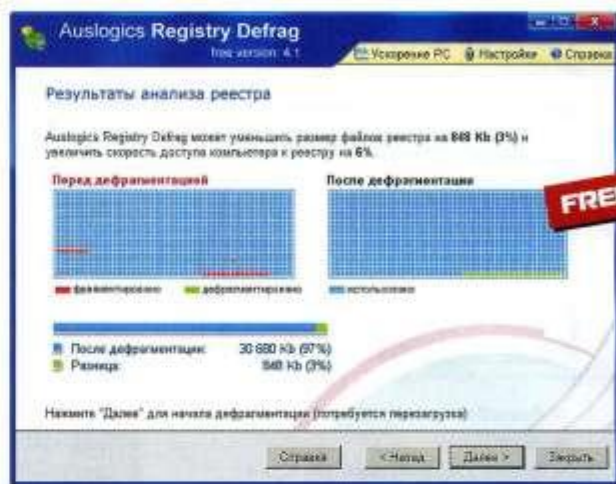 Auslogics Registry Defrag
free version: 4.1
Ускорение PC Настройки Справка
Результаты анализа реестра
Auslogics Registry Defrag может уменьшить размер файлов реестра на 848 Kb (3%) и
увеличить скорость доступа компьютера к реестру на 6%.
Перед дефрагментацией После дефрагментации
FRE
фрагментировано дефрагментировано использовано
После дефрагментации: 30 680 Kb (97%)
Разница: 848 Kb (3%)
Нажмите "Далее" для начала дефрагментации (потребуется перезагрузка)
Справка < Назад Далее > Закрыть